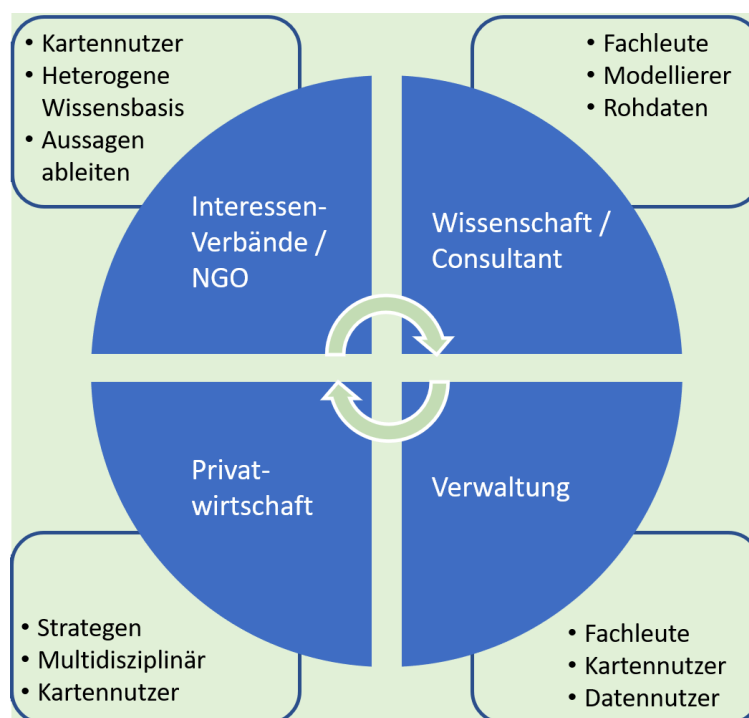 • Kartennutzer
• Heterogene
Wissensbasis
• Aussagen
ableiten
• Fachleute
• Modellierer
• Rohdaten
Interessen-
Verbände /
NGO
Wissenschaft /
Consultant
Privat-
wirtschaft
Verwaltung
• Strategen
• Multidisziplinär
• Kartennutzer
• Fachleute
• Kartennutzer
• Datennutzer